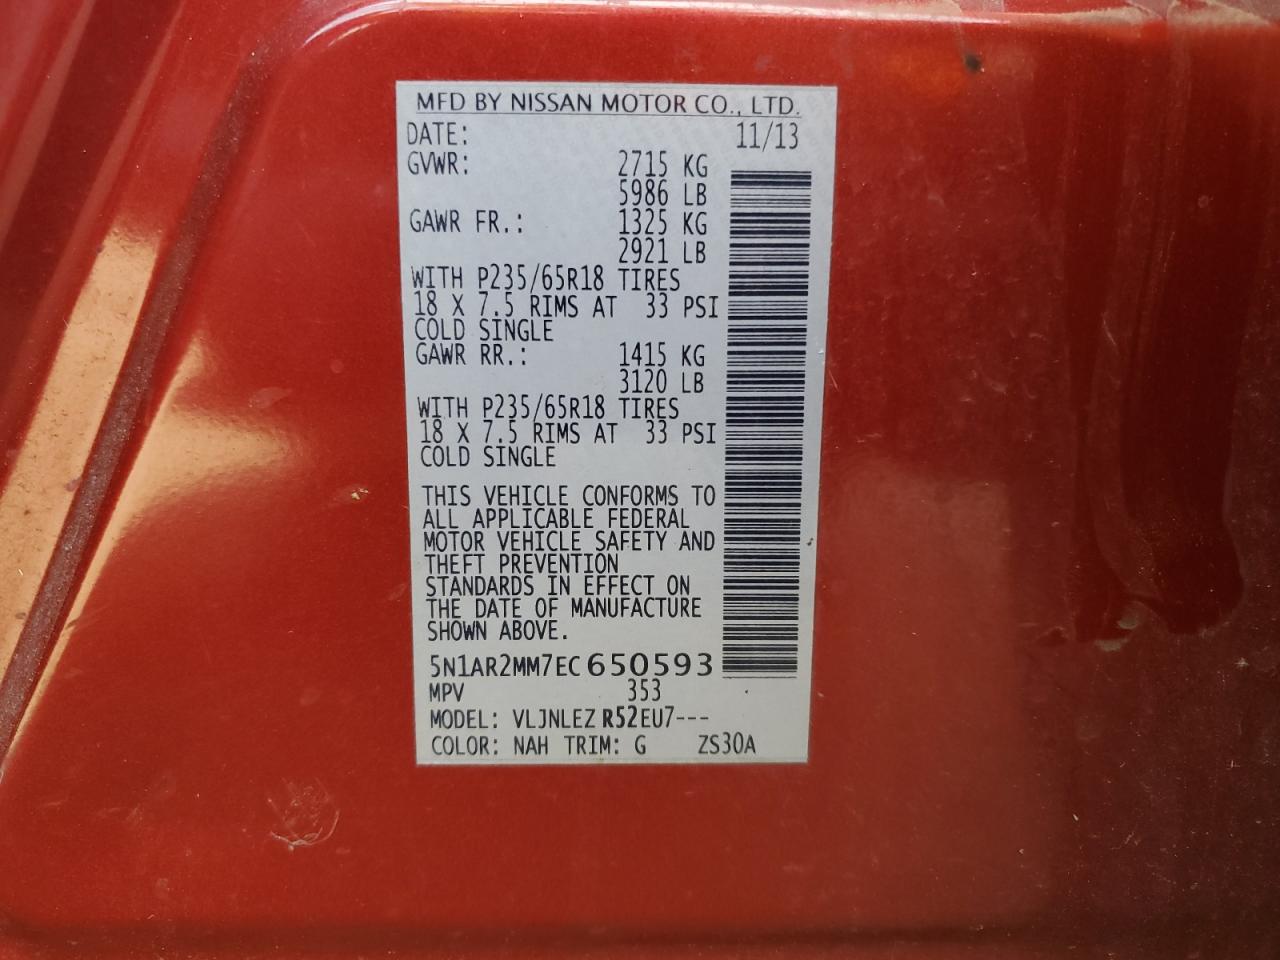 MFD BY NISSAN MOTOR CO., LTD.
DATE: 11/13
GVWR: 2715 KG
5986 LB
GAWR FR.: 1325 KG
2921 LB
WITH P235/65R18 TIRES
18 X 7.5 RIMS AT 33 PSI
COLD SINGLE
GAWR RR.: 1415 KG
3120 LB
WITH P235/65R18 TIRES
18 X 7.5 RIMS AT 33 PSI
COLD SINGLE
THIS VEHICLE CONFORMS TO
ALL APPLICABLE FEDERAL
MOTOR VEHICLE SAFETY AND
THEFT PREVENTION
STANDARDS IN EFFECT ON
THE DATE OF MANUFACTURE
SHOWN ABOVE.
5N1AR2MM7EC650593
MPV 353
MODEL: VLJNLEZ R52EU7---
COLOR: NAH TRIM: G ZS30A